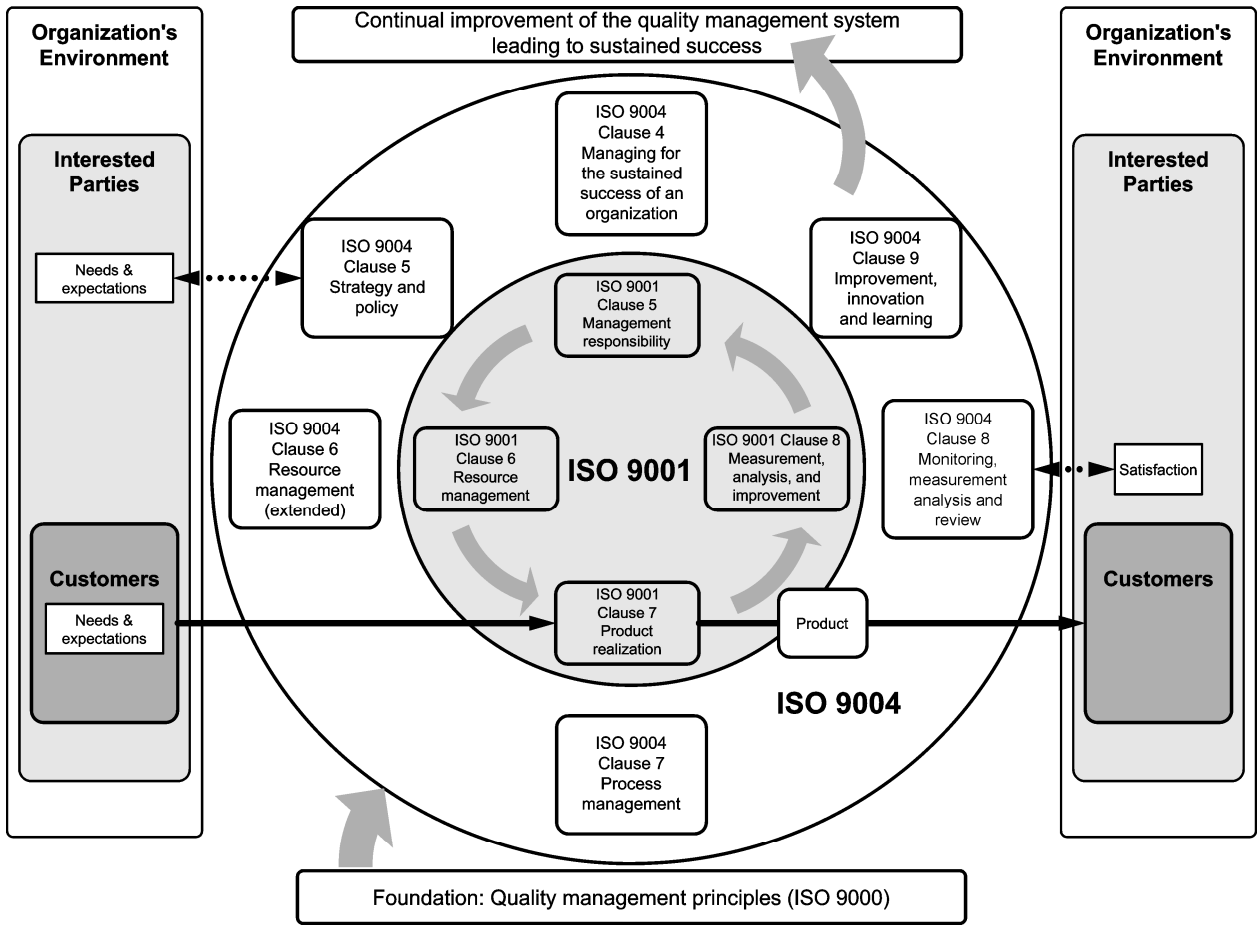 Organization's
Environment
Interested
Parties
Needs &
expectations
Customers
Needs &
expectations
Continual improvement of the quality management system
leading to sustained success
ISO 9004
Clause 4
Managing for
the sustained
success of an
organization
ISO 9004
Clause 5
Strategy and
policy
ISO 9004
Clause 9
Improvement,
innovation
and learning
ISO 9001
Clause 5
Management
responsibility
ISO 9004
Clause 6
Resource
management
(extended)
ISO 9001
Clause 6
Resource
management
ISO 9001
ISO 9001 Clause 8
Measurement,
analysis, and
improvement
ISO 9004
Clause 8
Monitoring,
measurement
analysis and
review
ISO 9001
Clause 7
Product
realization
Product
ISO 9004
ISO 9004
Clause 7
Process
management
Foundation: Quality management principles (ISO 9000)
Organization's
Environment
Interested
Parties
Satisfaction
Customers